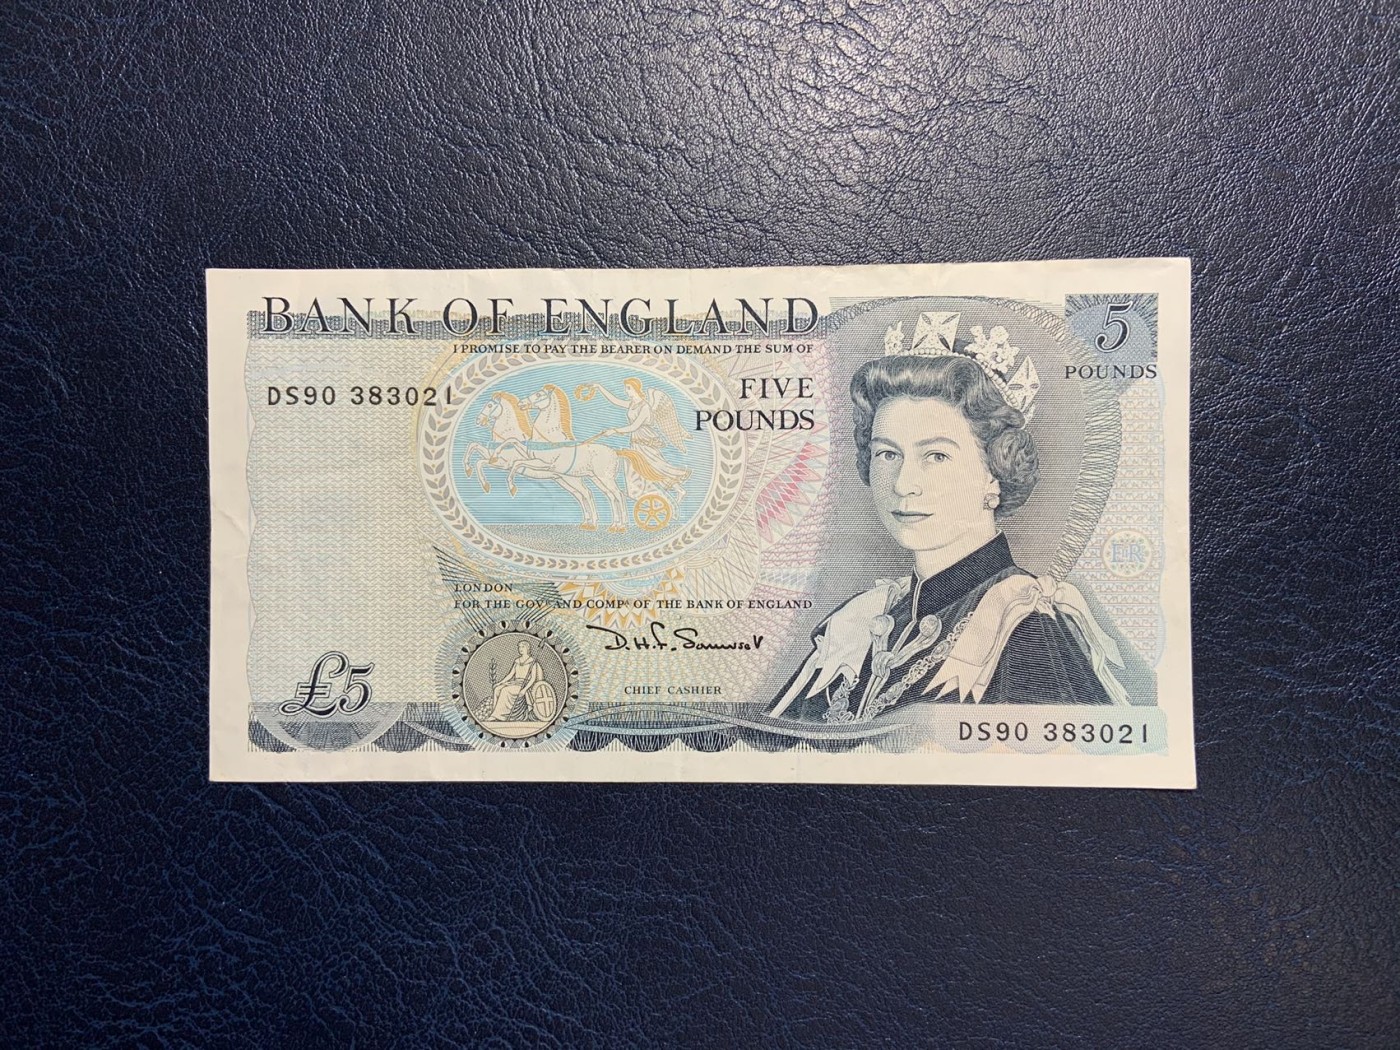 BANK OF ENGLAND
I PROMISE TO PAY THE BEARER ON DEMAND THE SUM OF
5
POUNDS
DS90 383021
FIVE
POUNDS
ER
LONDON
FOR THE GOVR AND COMPA OF THE BANK OF ENGLAND
D.H.F. Somerset
CHIEF CASHIER
£5
DS90 383021